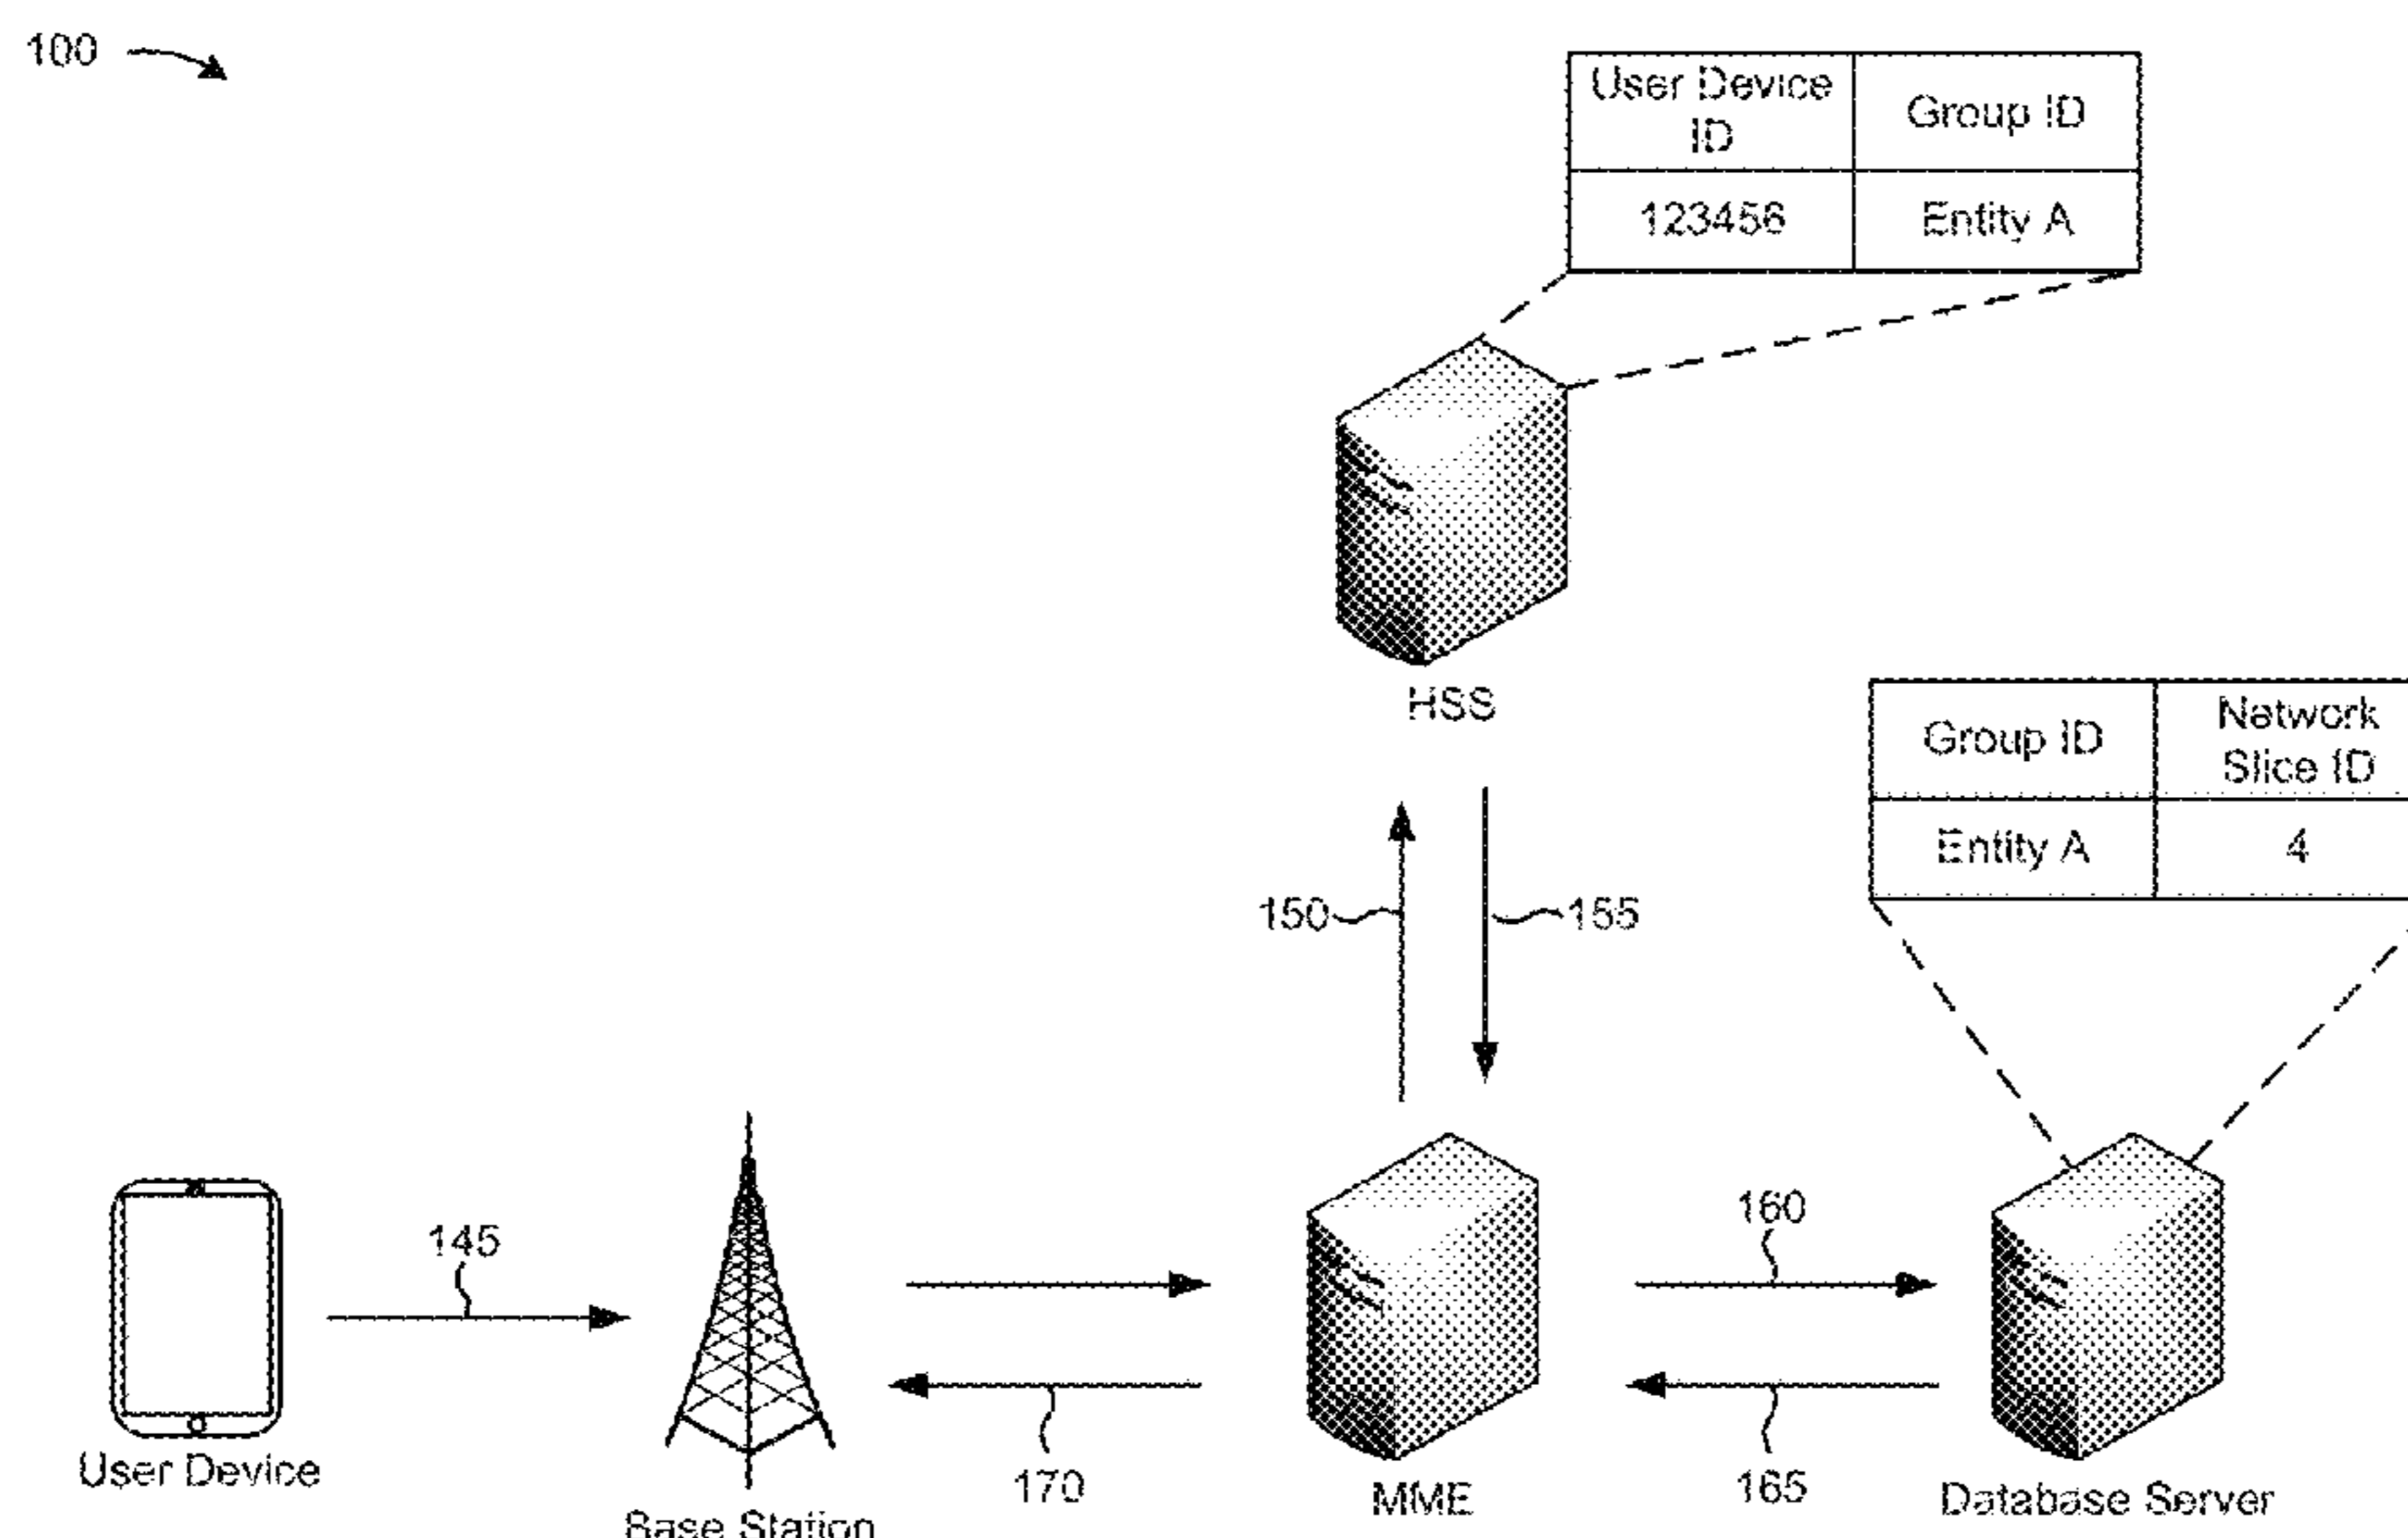 100
User Device
ID
Group ID
123456
Entity A
HSS
Group ID
Network
Slice ID
Entity A
4
150
155
145
160
170
165
User Device
Base Station
MME
Database Server